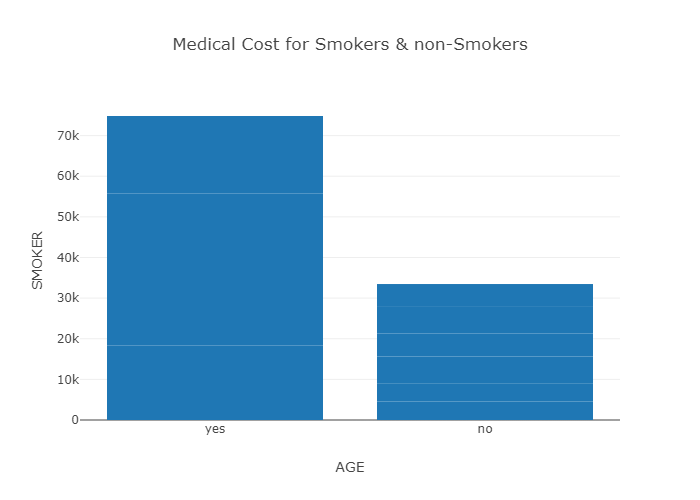 Medical Cost for Smokers & non-Smokers
SMOKER
70k
60k
50k
40k
30k
20k
10k
0
yes no
AGE